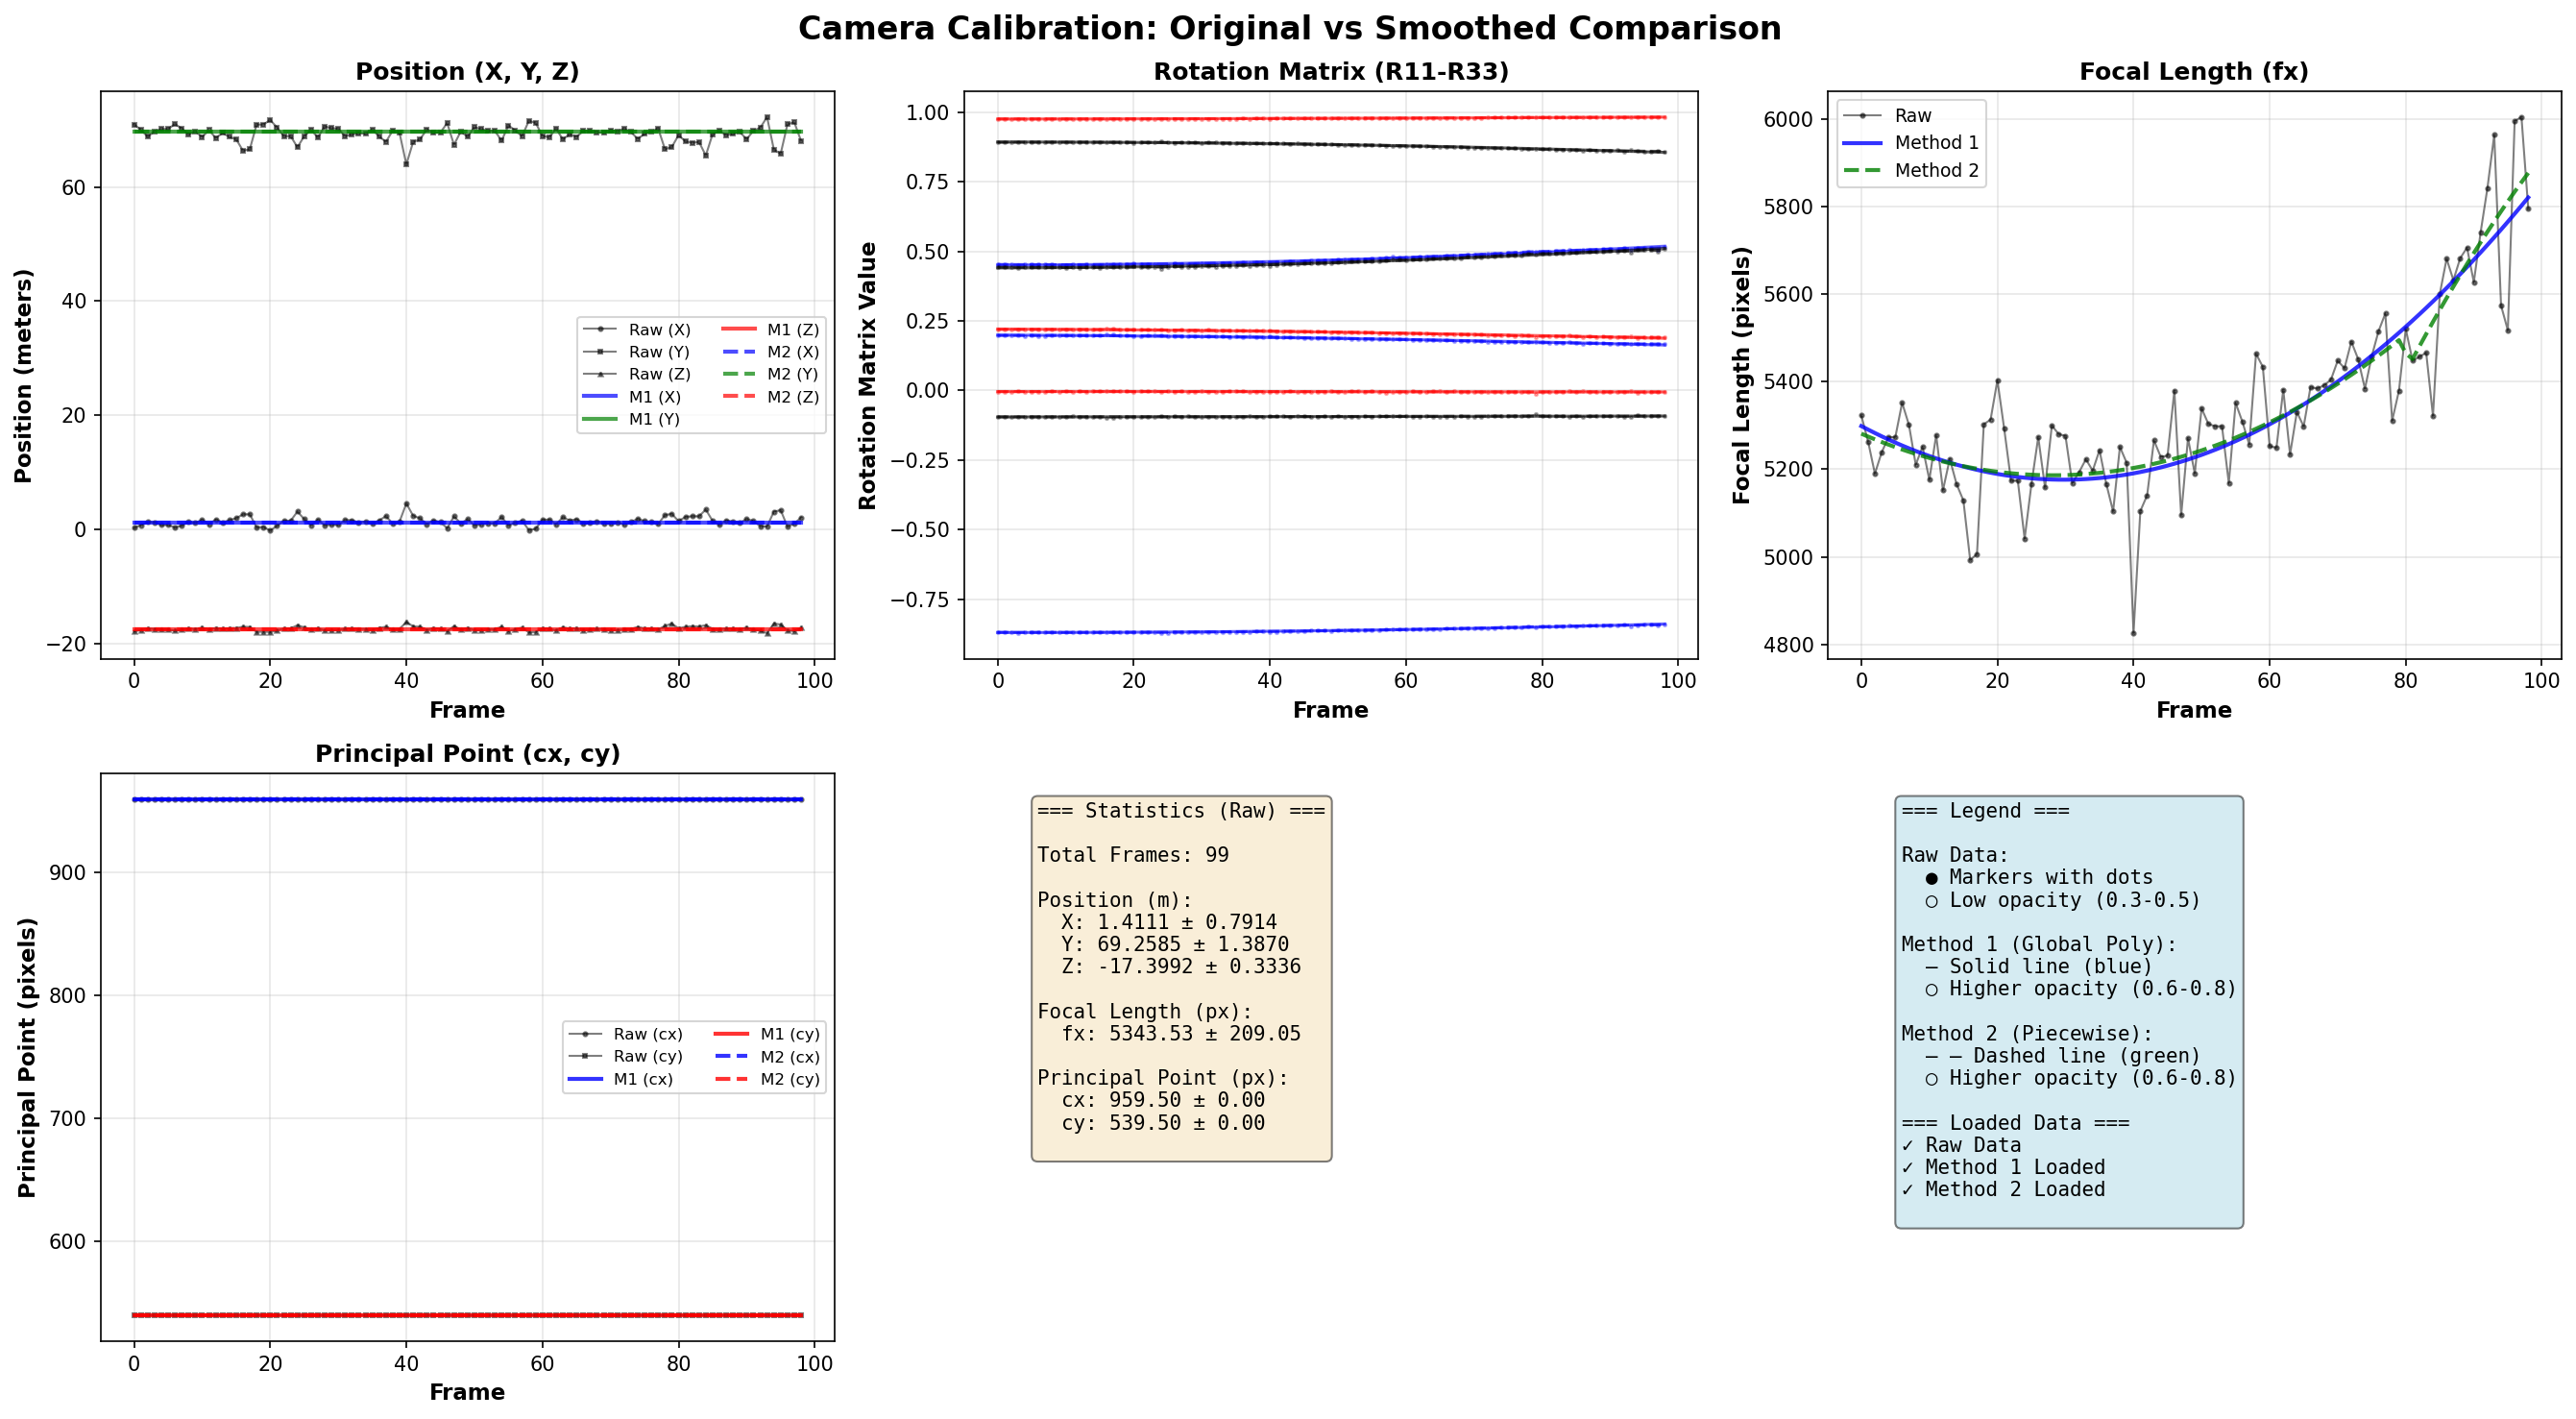 Camera Calibration: Original vs Smoothed Comparison
Position (X, Y, Z)
Position (meters)
60
40
20
0
−20
Raw (X)
Raw (Y)
Raw (Z)
M1 (X)
M1 (Y)
M1 (Z)
M2 (X)
M2 (Y)
M2 (Z)
0 20 40 60 80 100
Frame
Rotation Matrix (R11-R33)
Rotation Matrix Value
1.00
0.75
0.50
0.25
0.00
−0.25
−0.50
−0.75
0 20 40 60 80 100
Frame
Focal Length (fx)
Focal Length (pixels)
6000
5800
5600
5400
5200
5000
4800
Raw
Method 1
Method 2
0 20 40 60 80 100
Frame
Principal Point (cx, cy)
Principal Point (pixels)
900
800
700
600
Raw (cx)
Raw (cy)
M1 (cx)
M1 (cy)
M2 (cx)
M2 (cy)
0 20 40 60 80 100
Frame
=== Statistics (Raw) ===
Total Frames: 99
Position (m):
X: 1.4111 ± 0.7914
Y: 69.2585 ± 1.3870
Z: -17.3992 ± 0.3336
Focal Length (px):
fx: 5343.53 ± 209.05
Principal Point (px):
cx: 959.50 ± 0.00
cy: 539.50 ± 0.00
=== Legend ===
Raw Data:
● Markers with dots
○ Low opacity (0.3-0.5)
Method 1 (Global Poly):
— Solid line (blue)
○ Higher opacity (0.6-0.8)
Method 2 (Piecewise):
— — Dashed line (green)
○ Higher opacity (0.6-0.8)
=== Loaded Data ===
✓ Raw Data
✓ Method 1 Loaded
✓ Method 2 Loaded